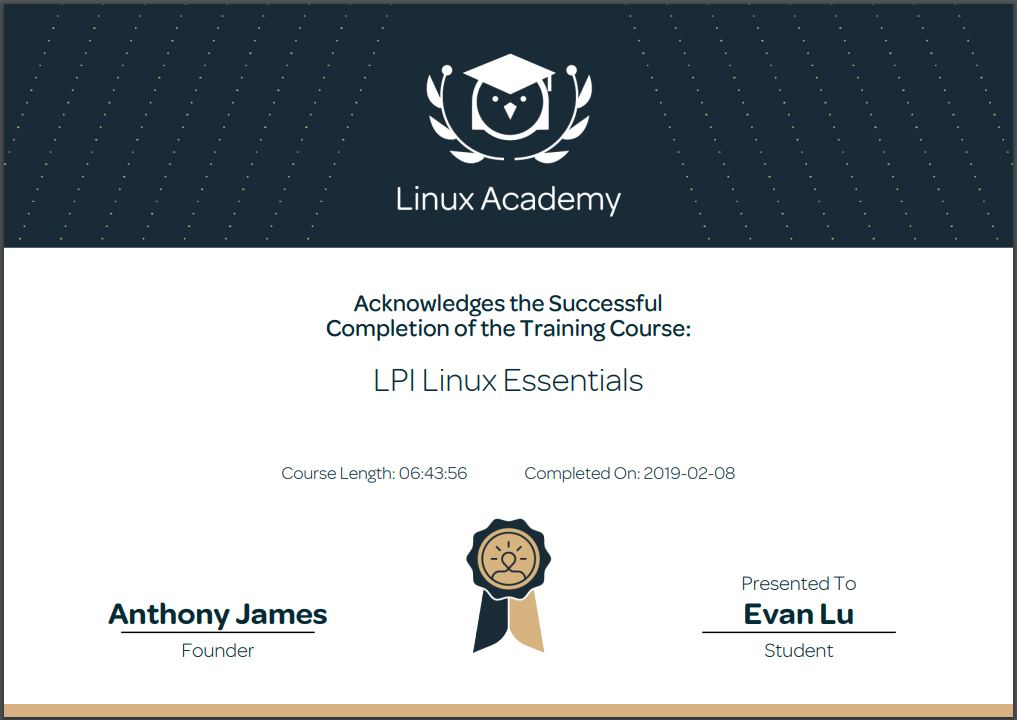 Linux Academy
Acknowledges the Successful
Completion of the Training Course:
LPI Linux Essentials
Course Length: 06:43:56
Completed On: 2019-02-08
Anthony James
Founder
Presented To
Evan Lu
Student